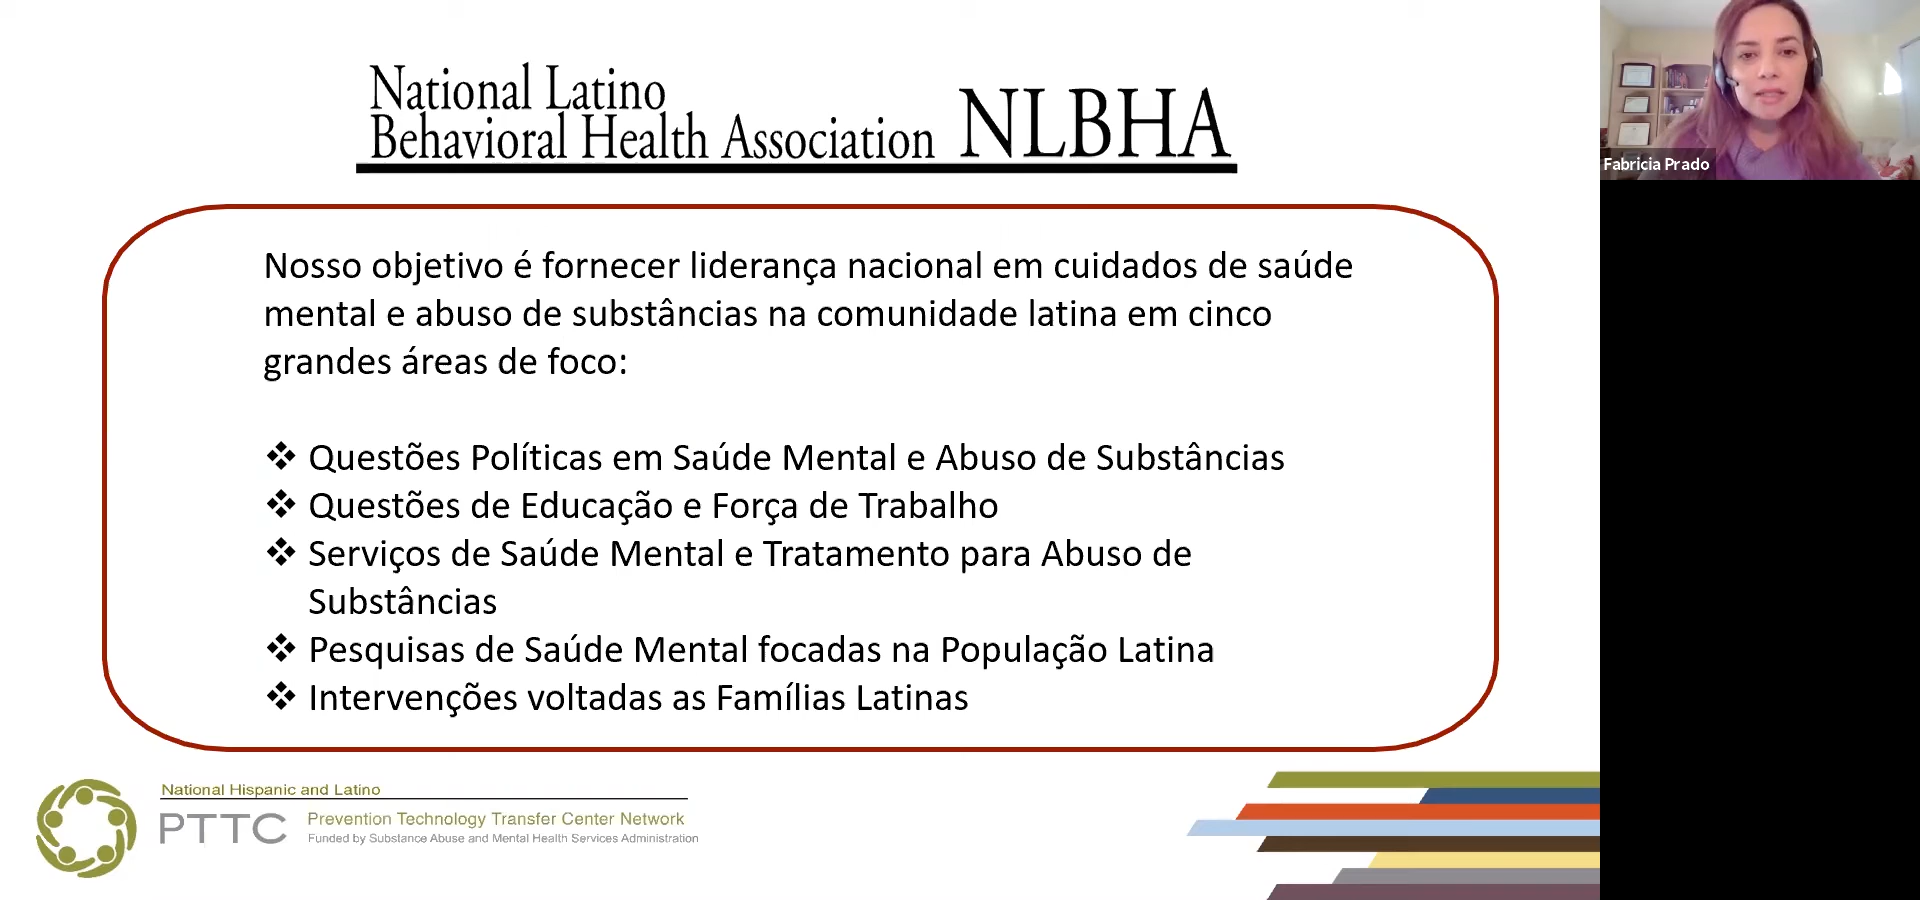 National Latino
Behavioral Health Association NLBHA
Fabricia Prado
Nosso objetivo é fornecer liderança nacional em cuidados de saúde
mental e abuso de substâncias na comunidade latina em cinco
grandes áreas de foco:
❖ Questões Políticas em Saúde Mental e Abuso de Substâncias
❖ Questões de Educação e Força de Trabalho
❖ Serviços de Saúde Mental e Tratamento para Abuso de
Substâncias
❖ Pesquisas de Saúde Mental focadas na População Latina
❖ Intervenções voltadas as Famílias Latinas
National Hispanic and Latino
PTTC
Prevention Technology Transfer Center Network
Funded by Substance Abuse and Mental Health Services Administration